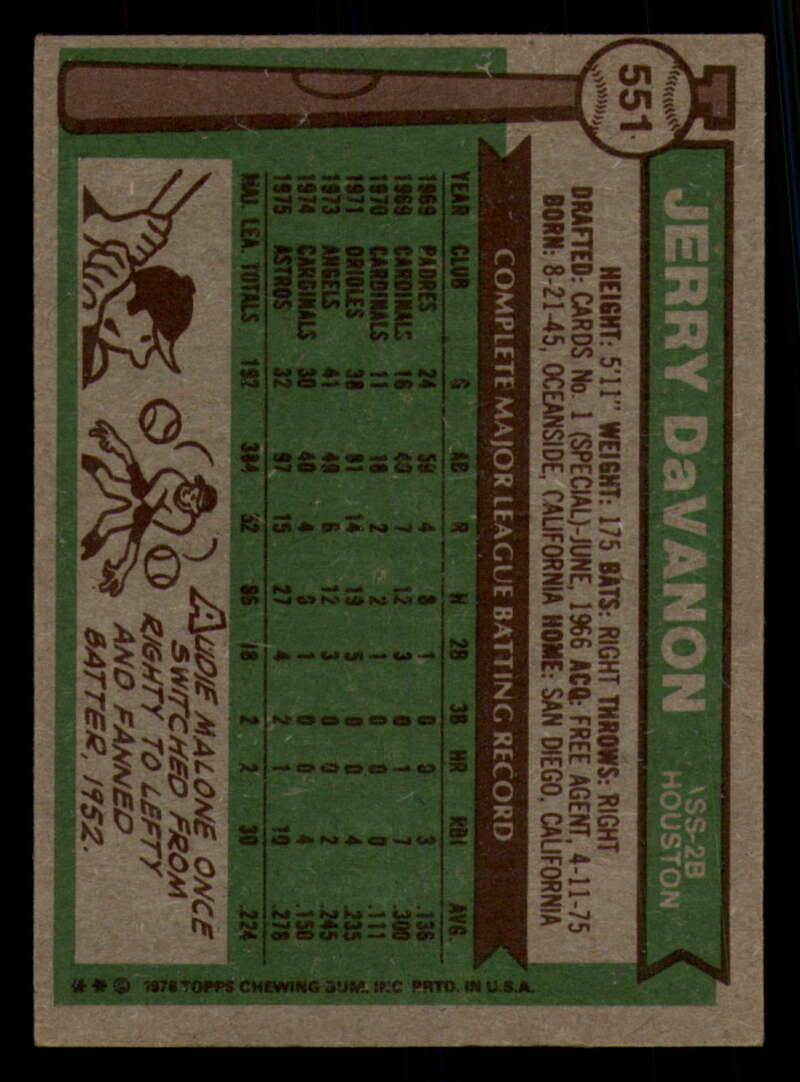 551
JERRY DaVANON
SS-2B
HOUSTON
HEIGHT: 5'11" WEIGHT: 175 BATS: RIGHT THROWS: RIGHT
DRAFTED: CARDS No. 1 (SPECIAL)-JUNE, 1966 ACQ: FREE AGENT, 4-11-75
BORN: 8-21-45, OCEANSIDE, CALIFORNIA HOME: SAN DIEGO, CALIFORNIA
COMPLETE MAJOR LEAGUE BATTING RECORD
YEAR CLUB G AB R H 2B 3B HR RBI AVG.
1969 PADRES 24 59 4 8 1 0 0 3 .136
1969 CARDINALS 16 40 7 12 3 0 1 7 .300
1970 CARDINALS 11 18 2 2 1 0 0 0 .111
1971 ORIOLES 38 81 14 19 5 0 0 4 .235
1973 ANGELS 41 49 6 12 3 0 0 2 .245
1974 CARDINALS 30 40 4 6 1 0 0 4 .150
1975 ASTROS 32 97 15 27 4 2 1 10 .278
MAJ. LEA. TOTALS 192 384 52 86 18 2 2 30 .224
AUDIE MALONE ONCE
SWITCHED FROM
RIGHTY TO LEFTY
AND FANNED
BATTER, 1952.
** © 1976 TOPPS CHEWING GUM, INC PRTD. IN U.S.A.